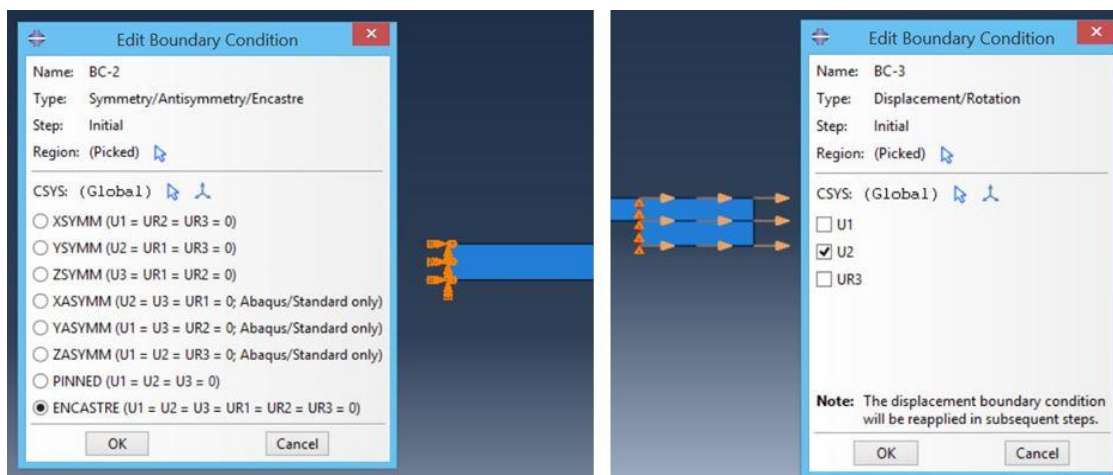 Edit Boundary Condition
Name: BC-2
Type: Symmetry/Antisymmetry/Encastre
Step: Initial
Region: (Picked)
CSYS: (Global)
XSYMM (U1 = UR2 = UR3 = 0)
YSYMM (U2 = UR1 = UR3 = 0)
ZSYMM (U3 = UR1 = UR2 = 0)
XASYMM (U2 = U3 = UR1 = 0; Abaqus/Standard only)
YASYMM (U1 = U3 = UR2 = 0; Abaqus/Standard only)
ZASYMM (U1 = U2 = UR3 = 0; Abaqus/Standard only)
PINNED (U1 = U2 = U3 = 0)
ENCASTRE (U1 = U2 = U3 = UR1 = UR2 = UR3 = 0)
OK Cancel
Edit Boundary Condition
Name: BC-3
Type: Displacement/Rotation
Step: Initial
Region: (Picked)
CSYS: (Global)
U1
U2
UR3
Note: The displacement boundary condition
will be reapplied in subsequent steps.
OK Cancel